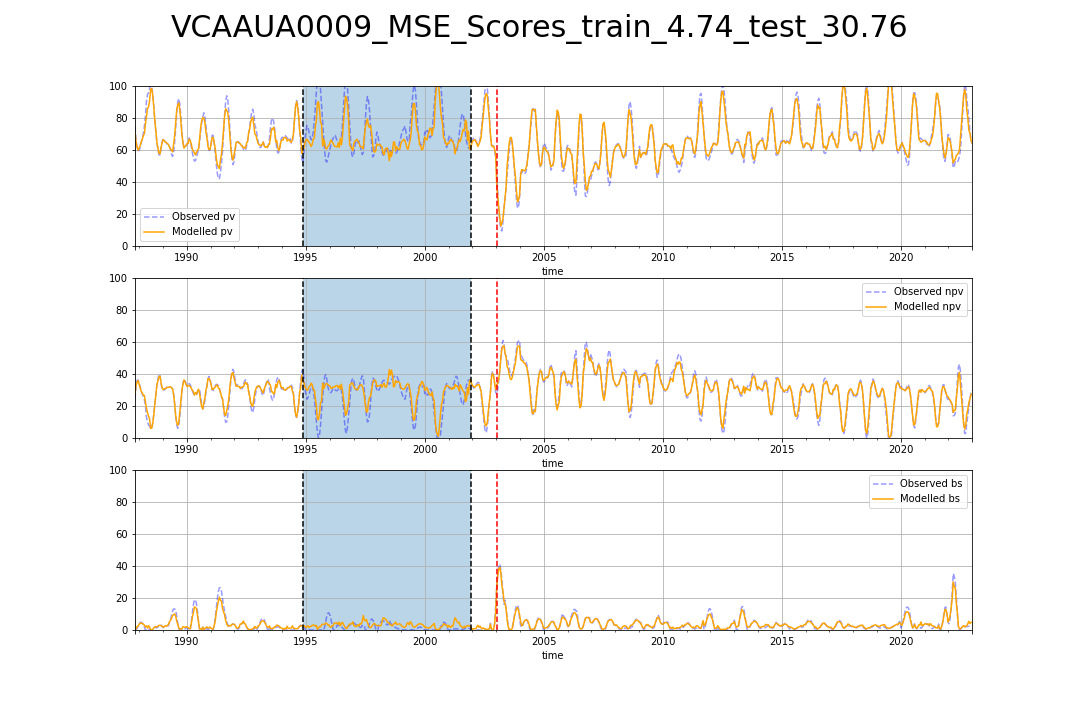 VCAAUA0009_MSE_Scores_train_4.74_test_30.76
100
80
60
40
20
0
Observed pv
Modelled pv
1990 1995 2000 2005 2010 2015 2020
time
100
80
60
40
20
0
Observed npv
Modelled npv
1990 1995 2000 2005 2010 2015 2020
time
100
80
60
40
20
0
Observed bs
Modelled bs
1990 1995 2000 2005 2010 2015 2020
time